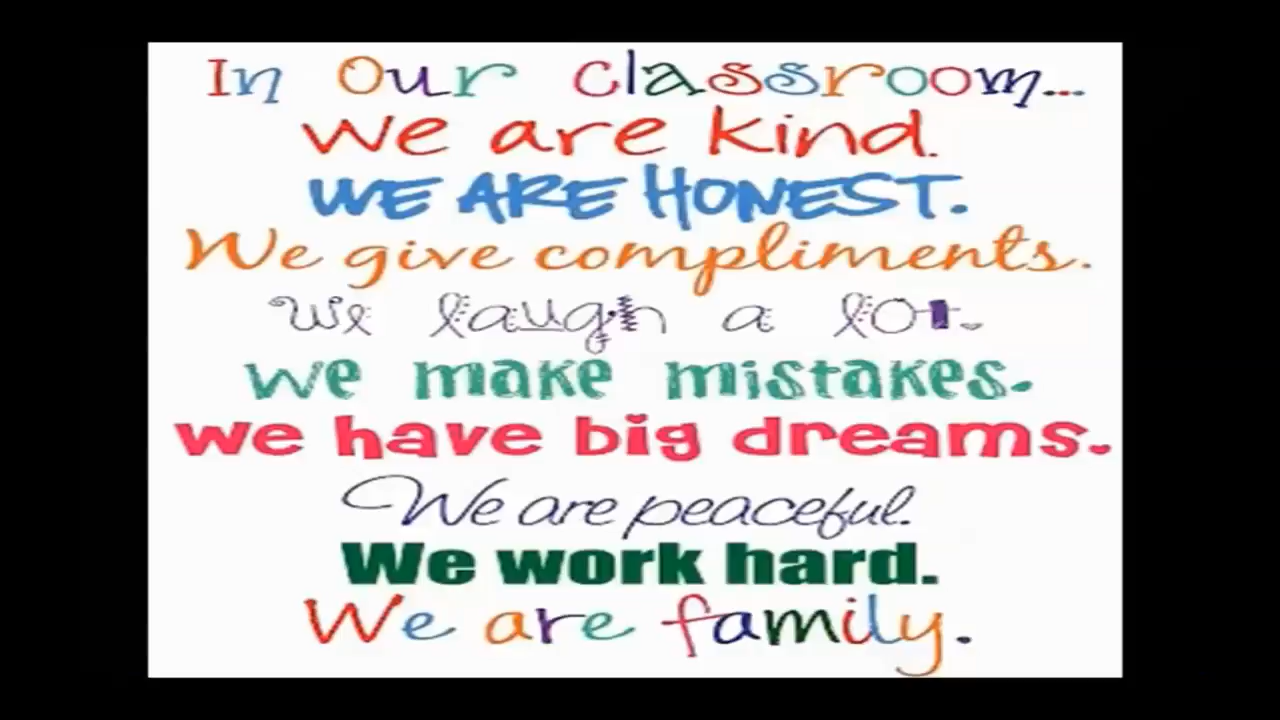 In Our Classroom...
We are kind.
WE ARE HONEST.
We give compliments.
We laugh a lot.
we make mistakes.
we have big dreams.
We are peaceful.
We work hard.
We are family.